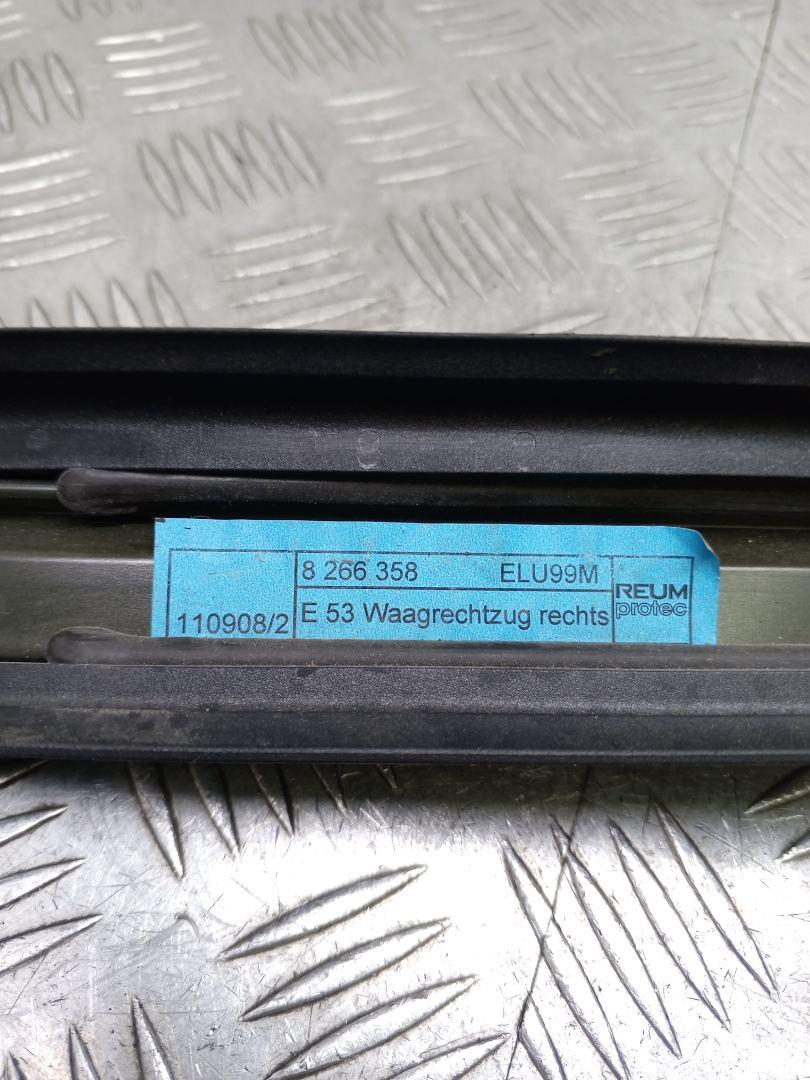 8 266 358 ELU99M
REUM
protec
110908/2 E 53 Waagrechtzug rechts